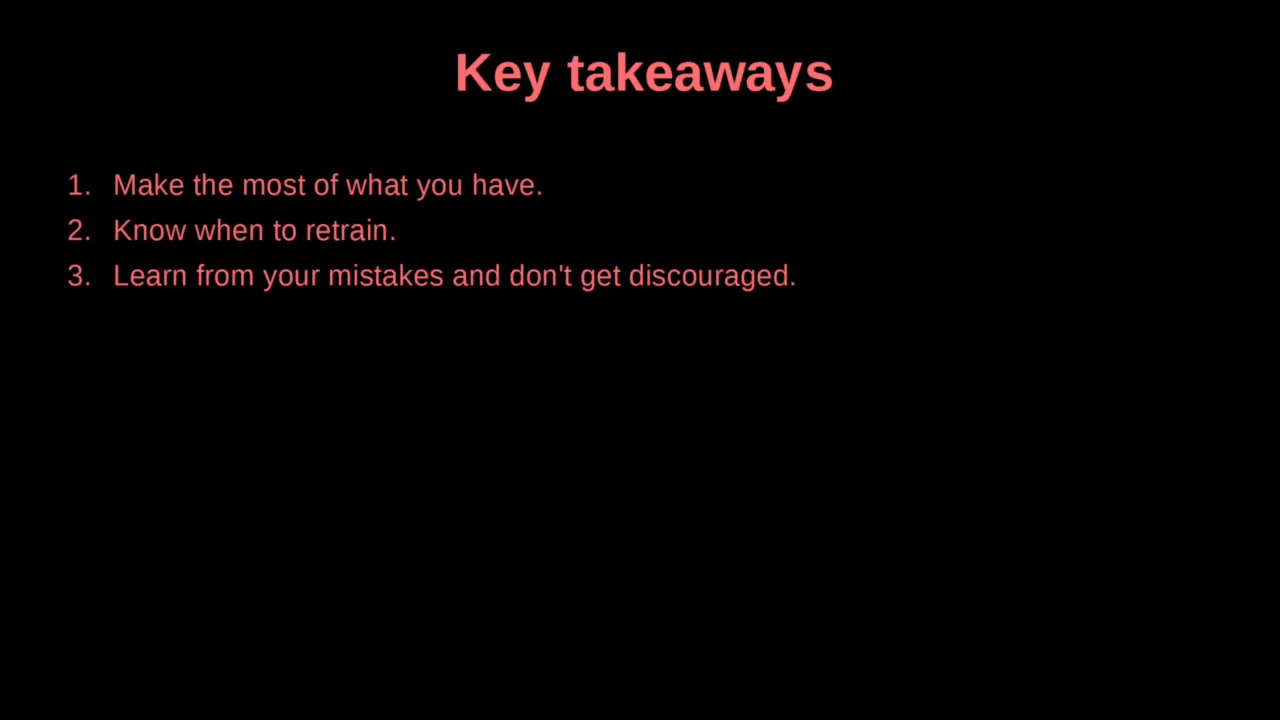 Key takeaways
1. Make the most of what you have.
2. Know when to retrain.
3. Learn from your mistakes and don't get discouraged.